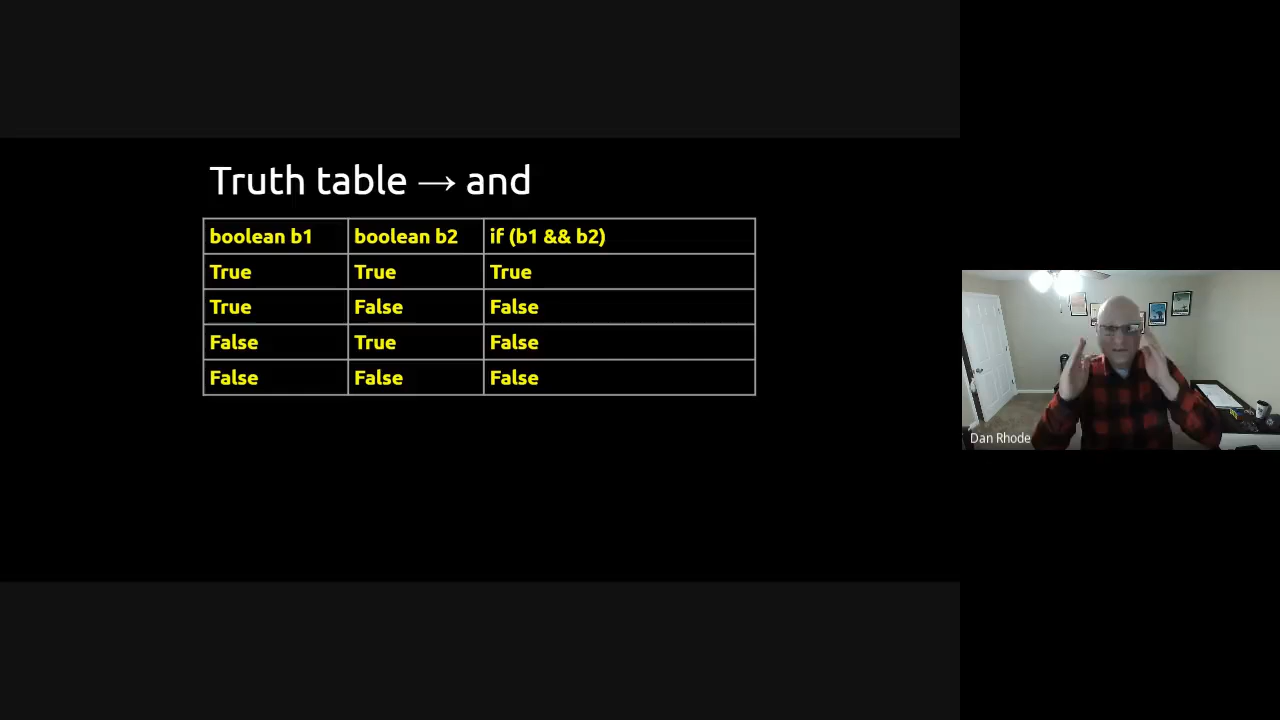 Truth table → and
boolean b1 boolean b2 if (b1 && b2)
True True True
True False False
False True False
False False False
Dan Rhode